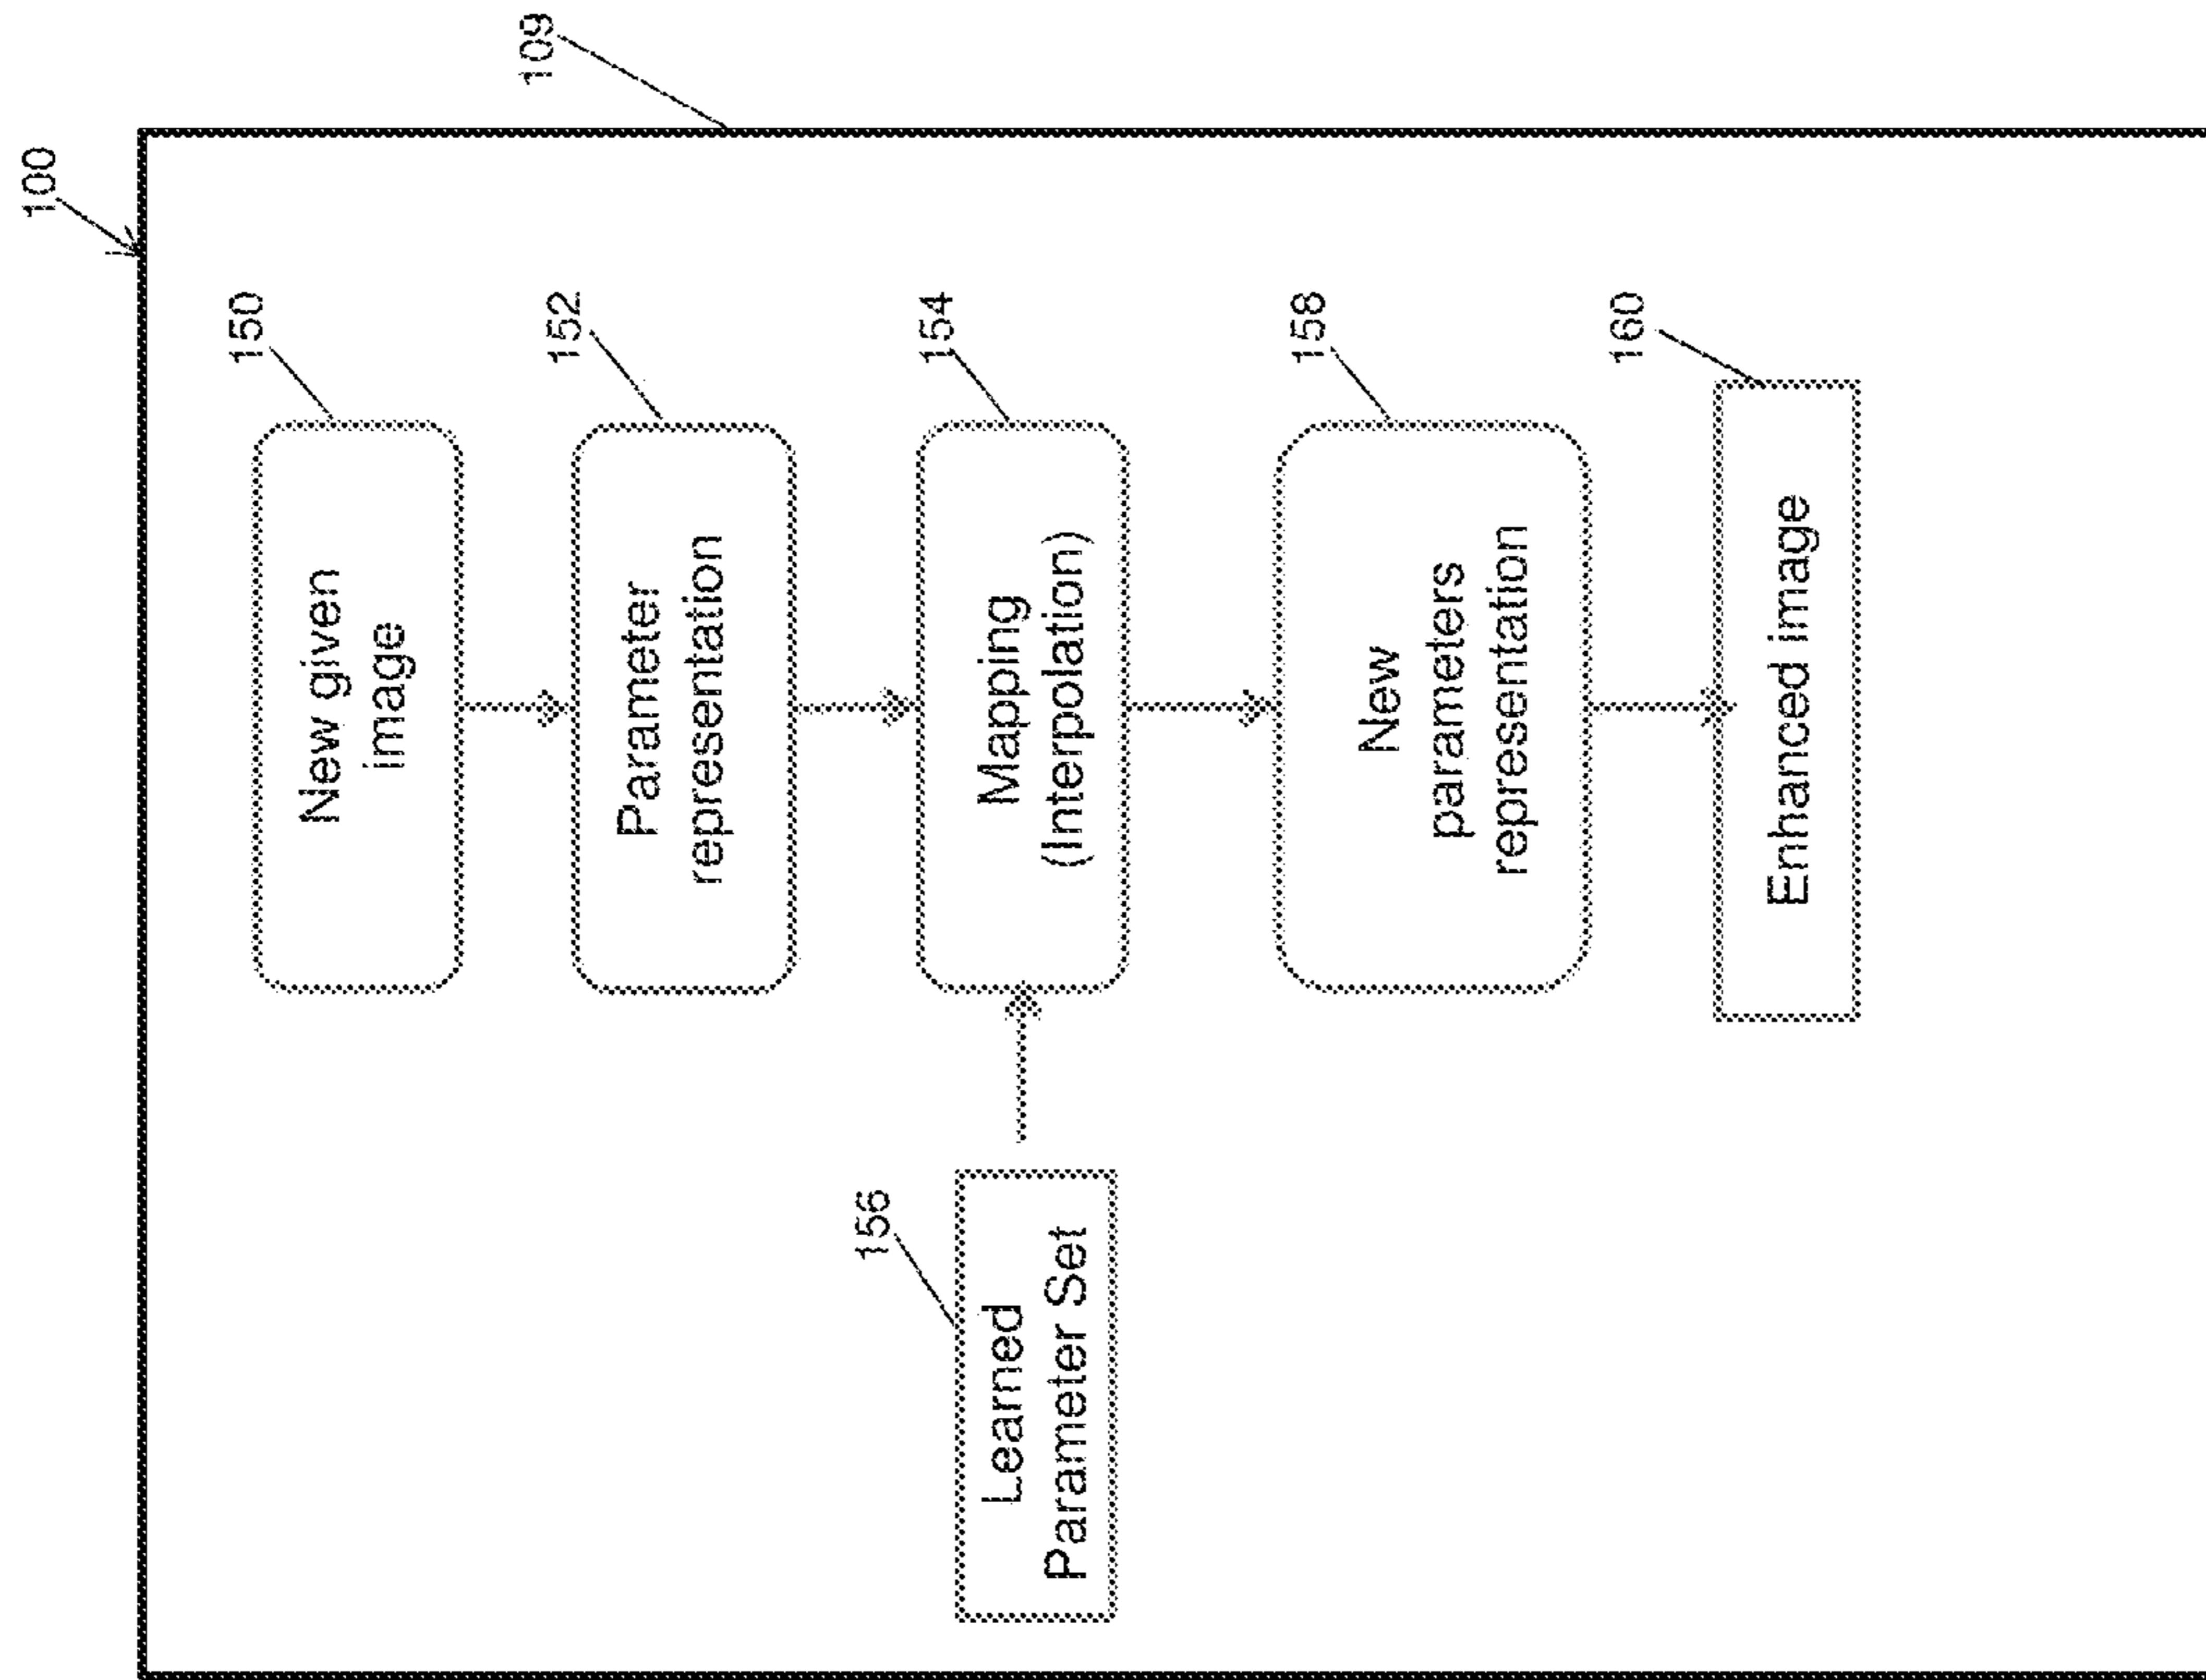 100
109
150
New given
image
152
Parameter
representation
154
Mapping
(Interpolation)
156
Learned
Parameter Set
158
New
parameters
representation
160
Enhanced image